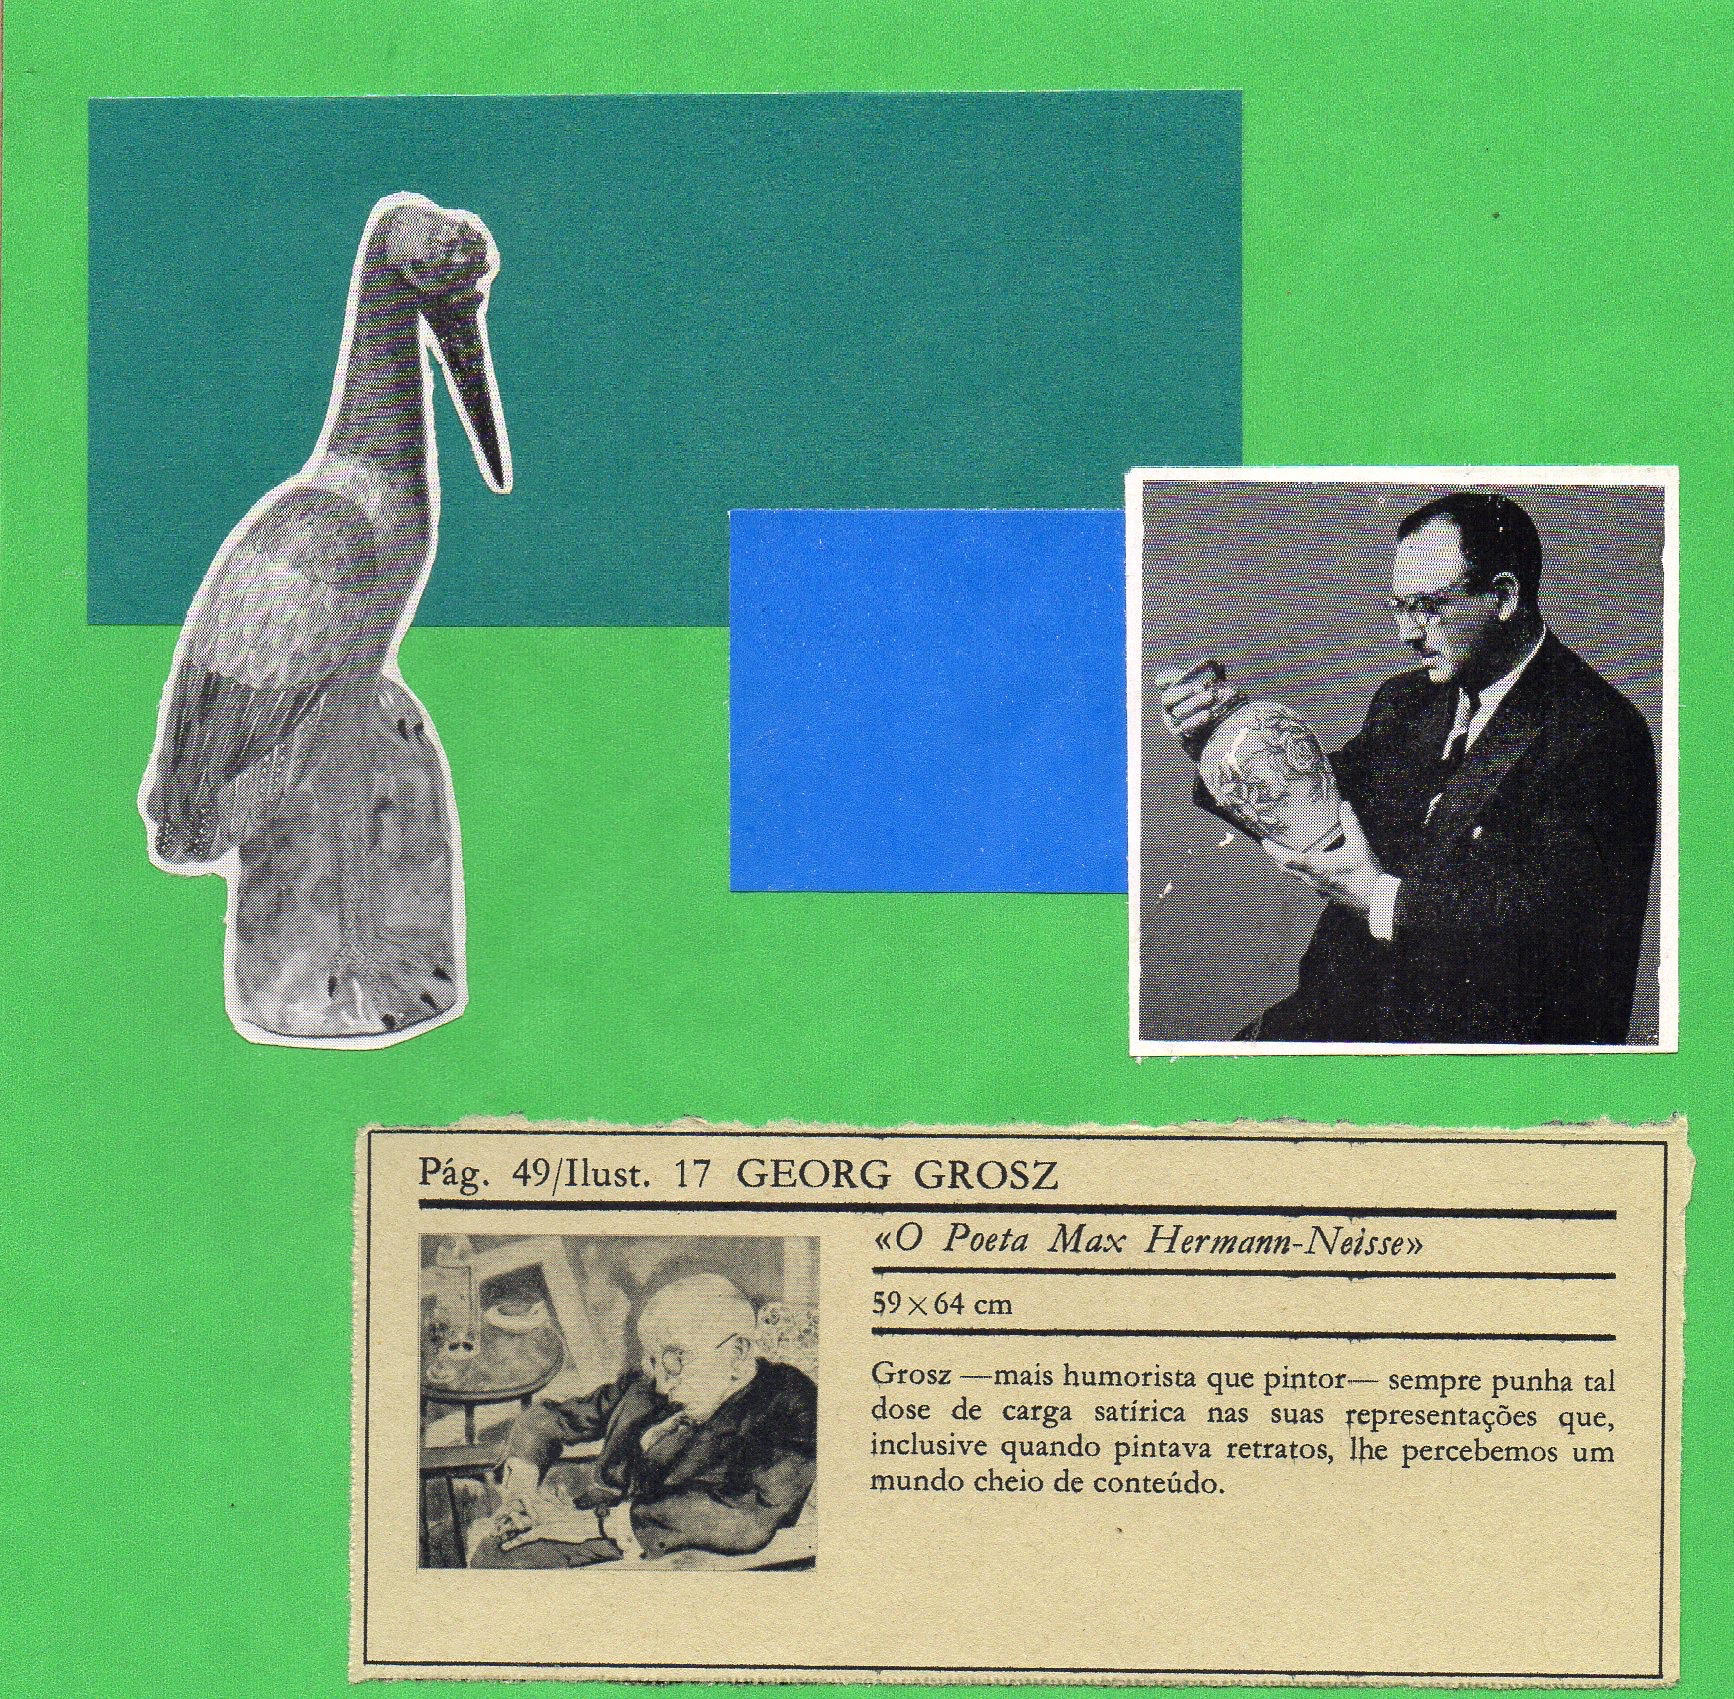 Pág. 49/Ilust. 17 GEORG GROSZ
«O Poeta Max Hermann-Neisse»
59×64 cm
Grosz —mais humorista que pintor— sempre punha tal
dose de carga satírica nas suas representações que,
inclusive quando pintava retratos, lhe percebemos um
mundo cheio de conteúdo.